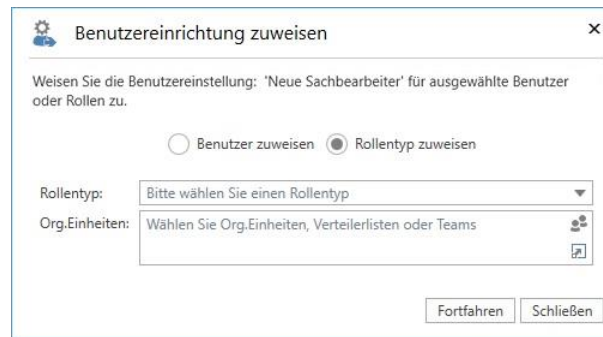 Benutzereinrichtung zuweisen
Weisen Sie die Benutzereinstellung: 'Neue Sachbearbeiter' für ausgewählte Benutzer
oder Rollen zu.
Benutzer zuweisen Rollentyp zuweisen
Rollentyp: Bitte wählen Sie einen Rollentyp
Org.Einheiten: Wählen Sie Org.Einheiten, Verteilerlisten oder Teams
Fortfahren Schließen